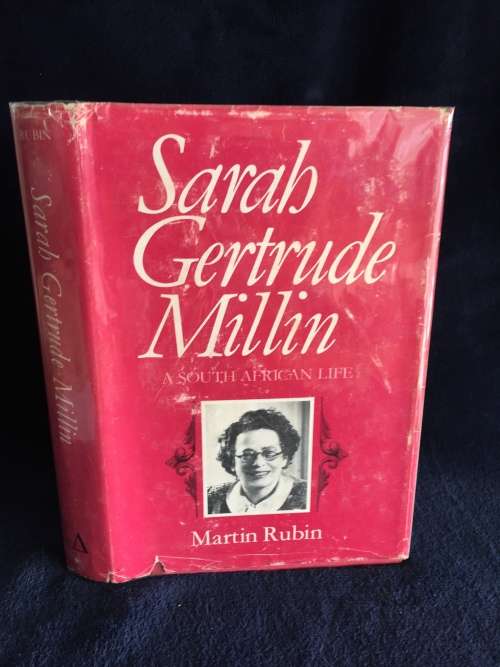 Sarah
Gertrude
Millin
A SOUTH AFRICAN LIFE
Martin Rubin
RUBIN
Sarah Gertrude Millin